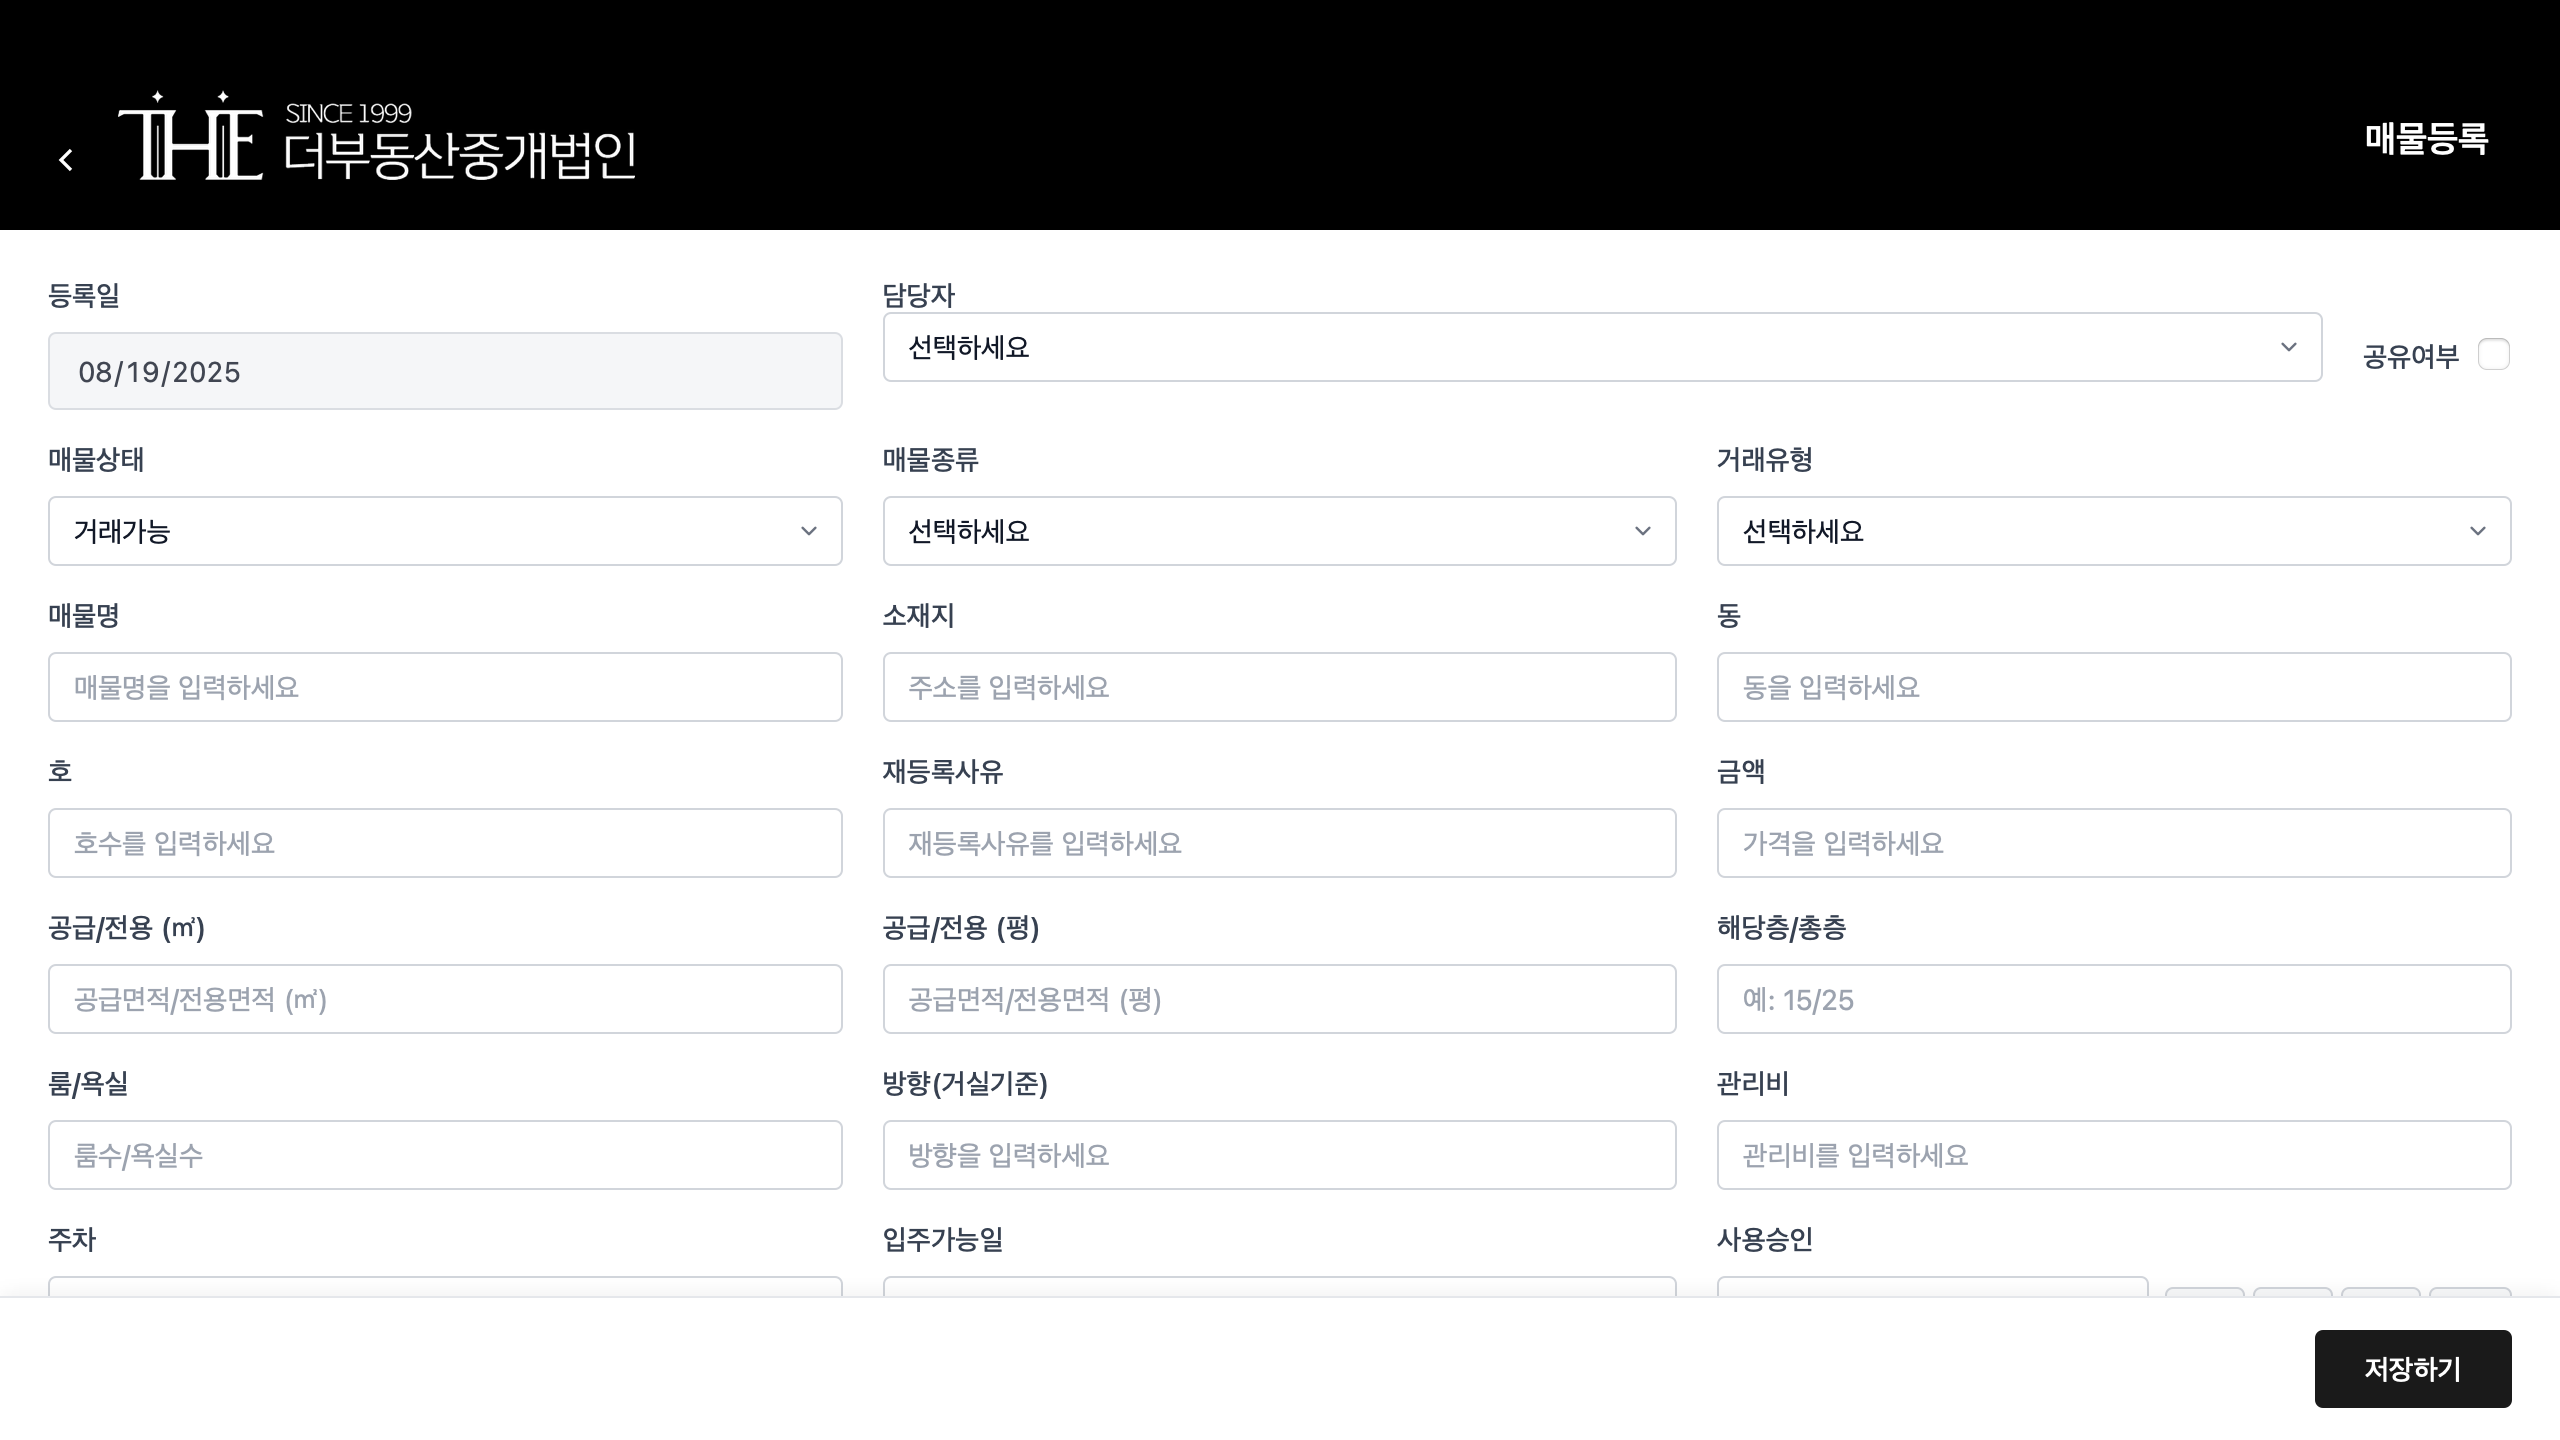 THE
SINCE 1999
더부동산중개법인
매물등록
등록일
담당자
08/19/2025
선택하세요
공유여부
매물상태
매물종류
거래유형
거래가능
선택하세요
선택하세요
매물명
소재지
동
매물명을 입력하세요
주소를 입력하세요
동을 입력하세요
호
재등록사유
금액
호수를 입력하세요
재등록사유를 입력하세요
가격을 입력하세요
공급/전용 (㎡)
공급/전용 (평)
해당층/총층
공급면적/전용면적 (㎡)
공급면적/전용면적 (평)
예: 15/25
룸/욕실
방향(거실기준)
관리비
룸수/욕실수
방향을 입력하세요
관리비를 입력하세요
주차
입주가능일
사용승인
저장하기